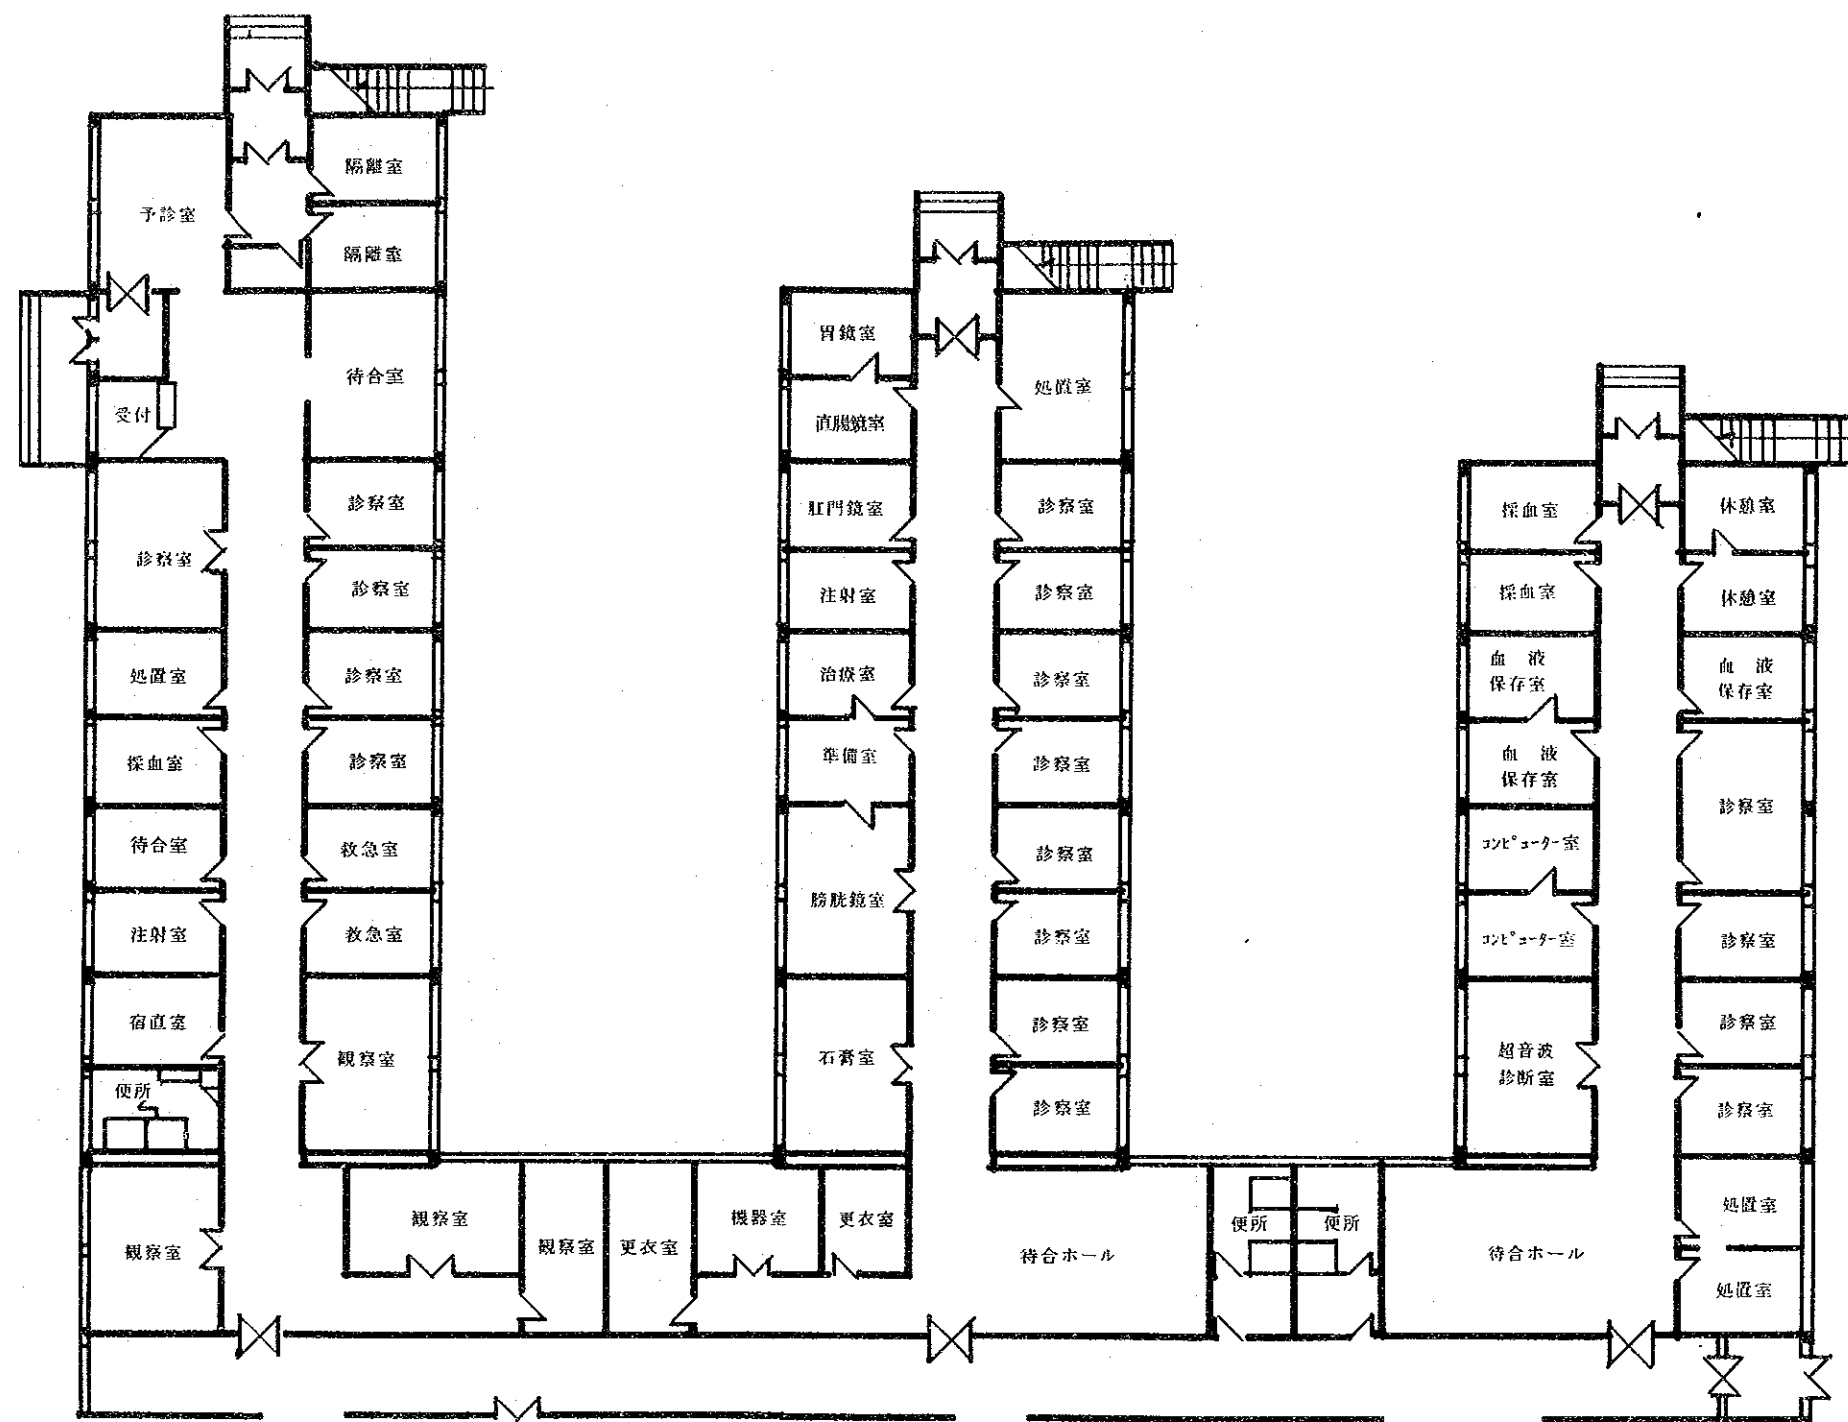 隔離室
予診室
隔離室
待合室
受付
診察室
診察室
診察室
処置室
診察室
採血室
診察室
待合室
救急室
注射室
救急室
宿直室
観察室
便所
観察室
観察室
観察室
更衣室
機器室
更衣室
胃鏡室
処置室
直腸鏡室
肛門鏡室
診察室
注射室
診察室
治療室
診察室
準備室
診察室
診察室
膀胱鏡室
診察室
診察室
石膏室
診察室
待合ホール
便所
便所
待合ホール
採血室
休憩室
採血室
休憩室
血 液
保存室
血 液
保存室
血 液
保存室
診察室
コンピューター室
コンピューター室
診察室
診察室
超音波
診断室
診察室
処置室
処置室